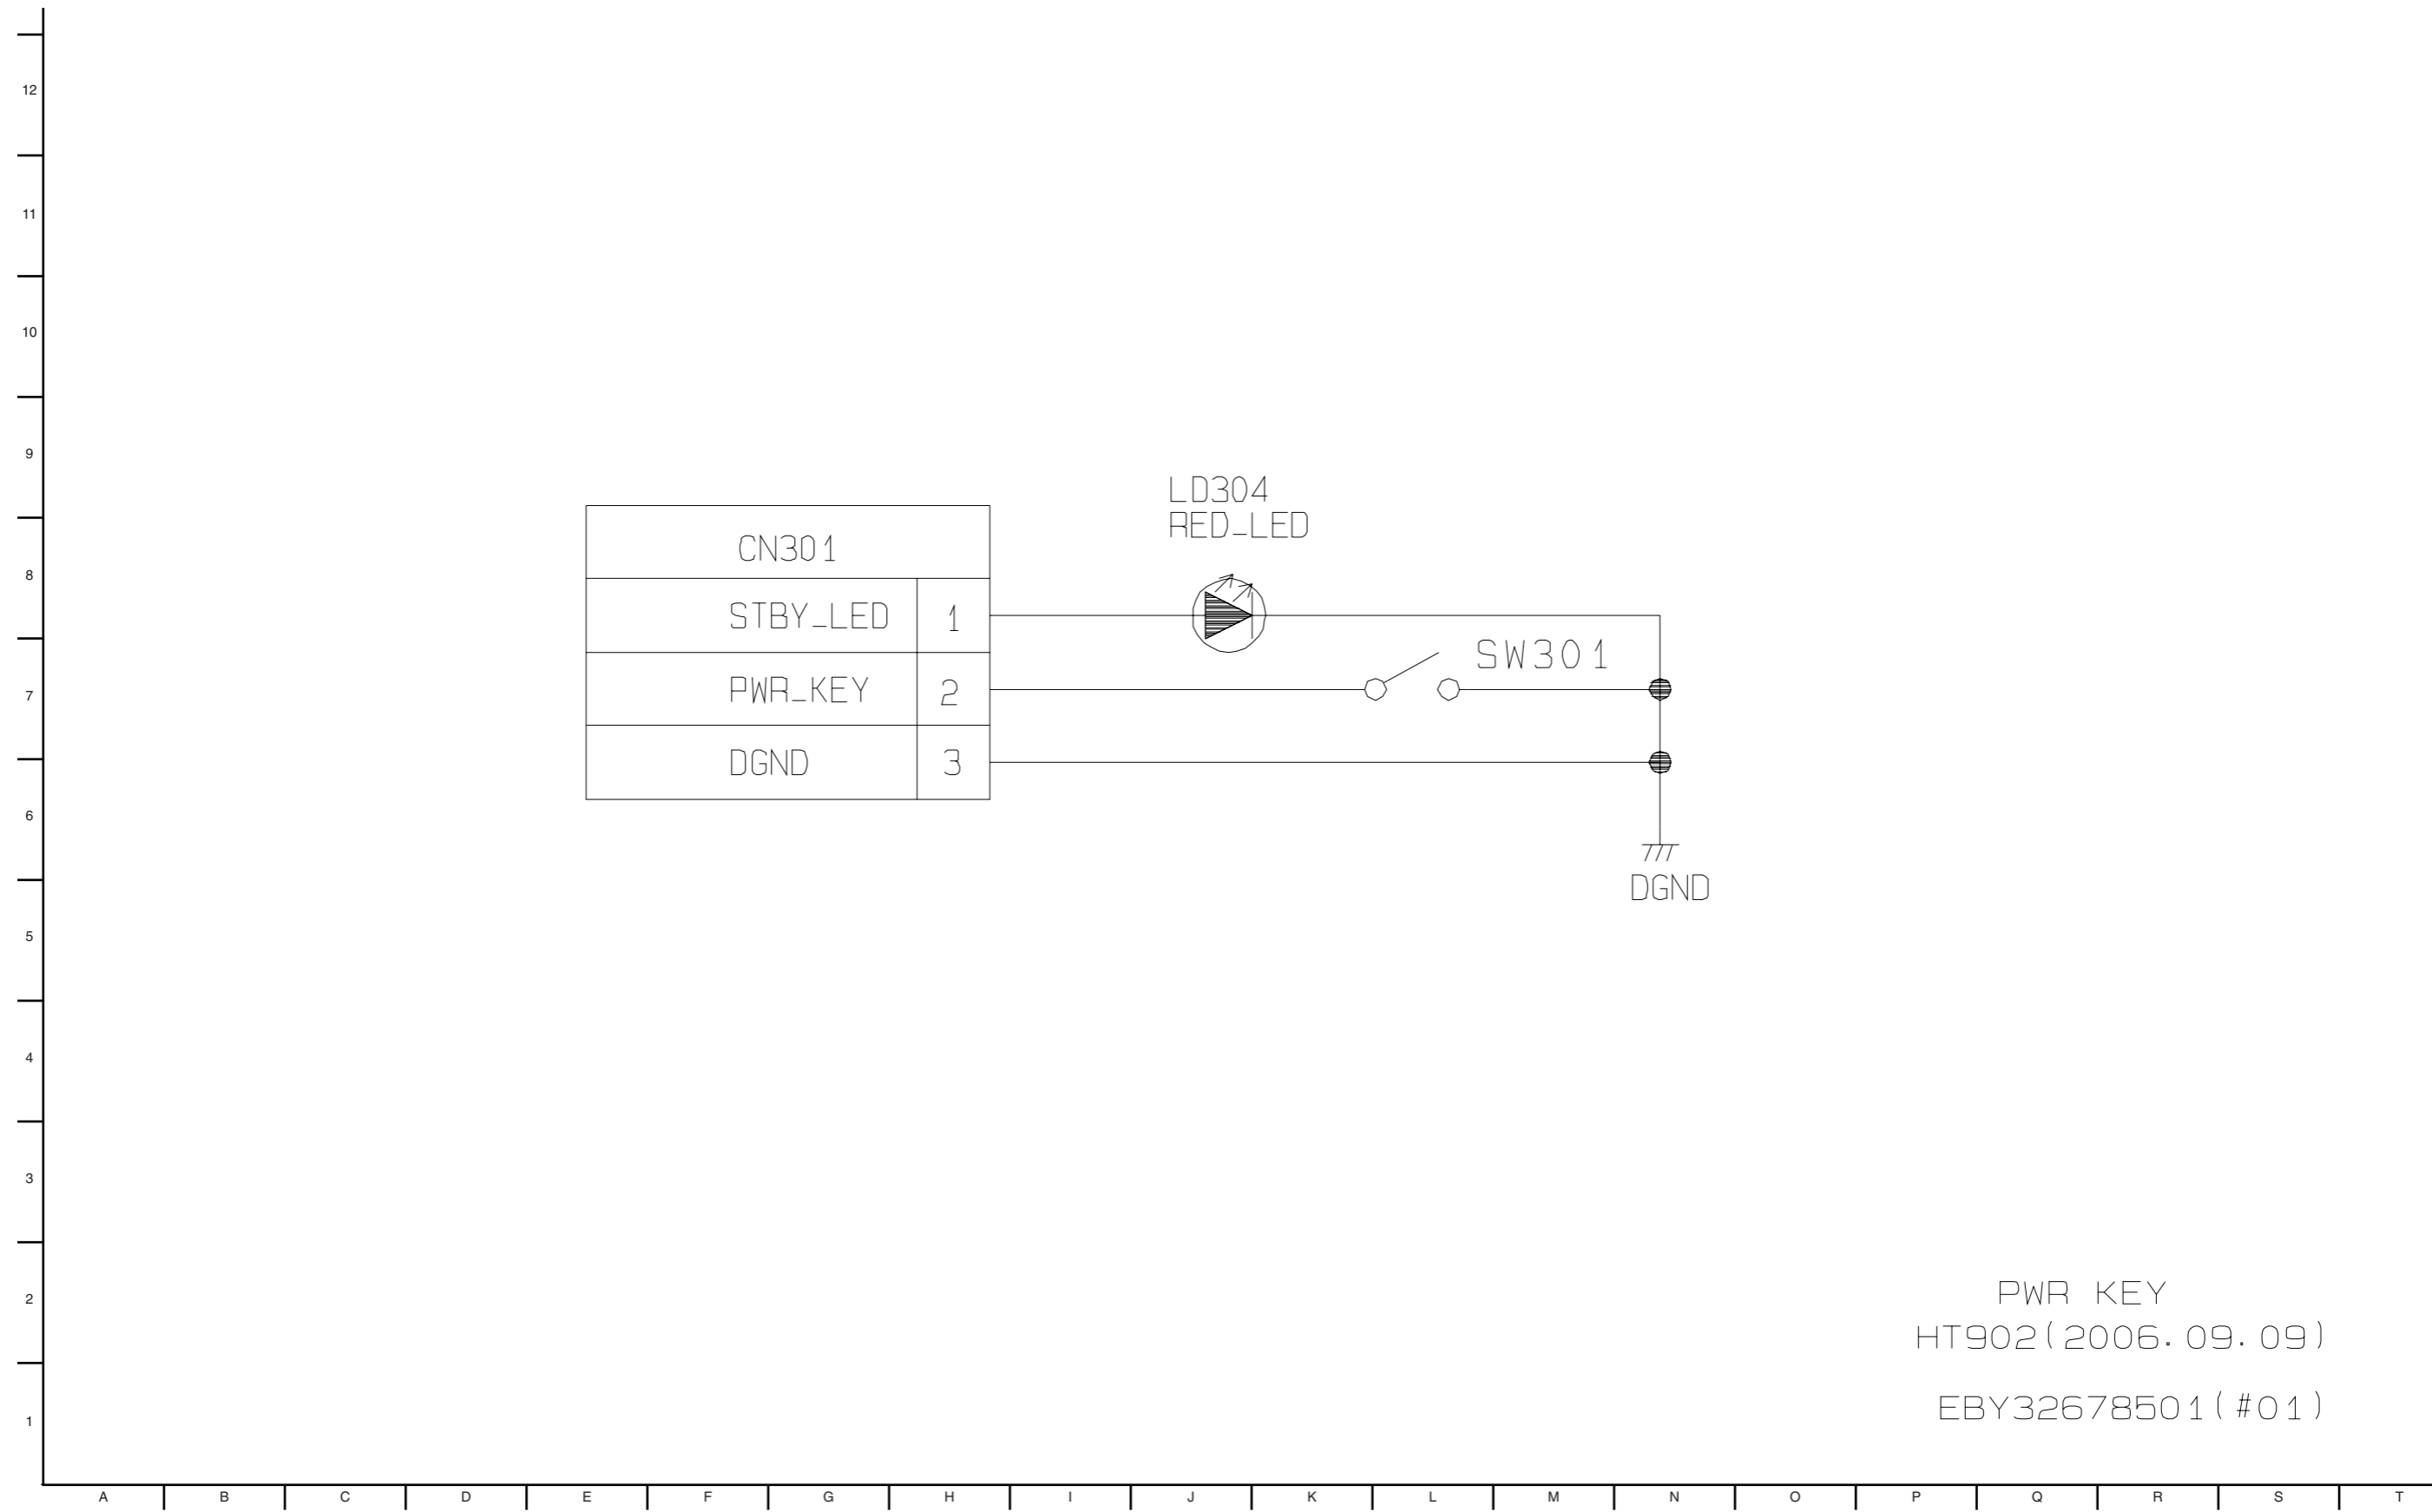 12
11
10
9
LD304
RED_LED
CN301
8
STBY_LED 1
SW301
PWR_KEY 2
7
DGND 3
6
DGND
5
4
3
PWR KEY
2
HT902(2006.09.09)
EBY32678501(#01)
1
A B C D E F G H I J K L M N O P Q R S T